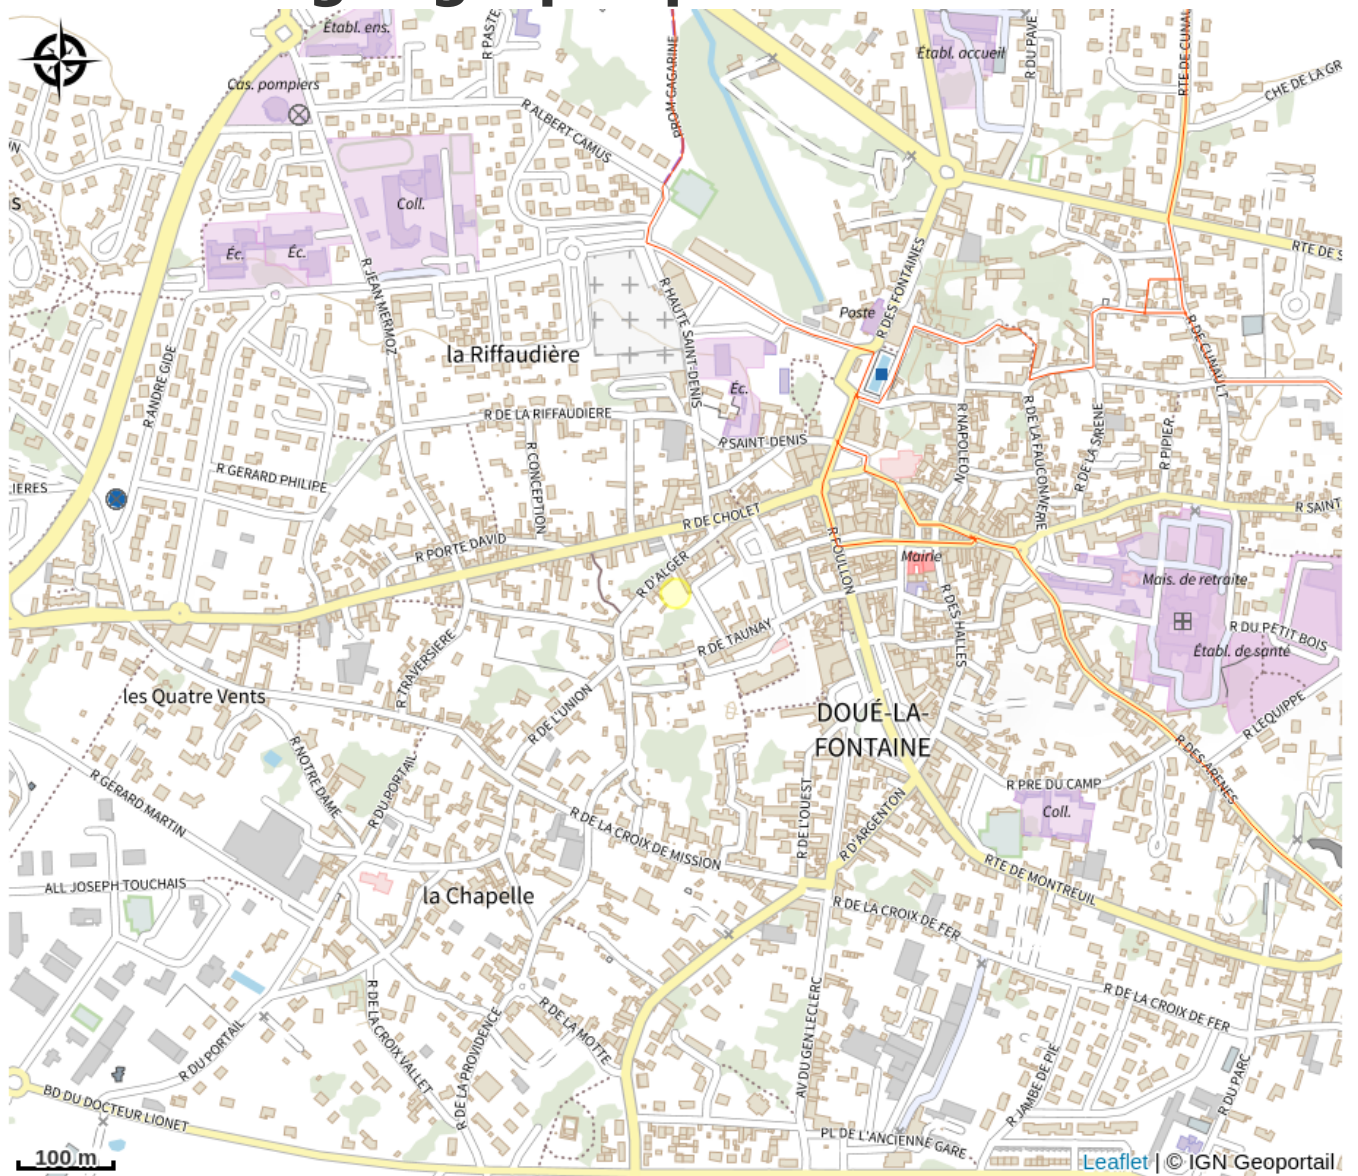 Établ. ens.
R PASTE
Cas. pompiers
R ALBERT CAMUS
PROM GAGARINE
Établ. accueil
R DU PAVE
RTE DE CUNAU
CHE DE LA GR
Coll.
Éc.
Éc.
R JEAN MERMOZ
R HAUTE SAINT-DENIS
Poste
R DES FONTAINES
RTE DE S
R DE CUNAULT
la Riffaudière
R ANDRE GIDE
Éc.
R DE LA RIFFAUDIERE
R SAINT-DENIS
R NAPOLEON
R DE LA FAUCONNERIE
R DE LA SIRENE
R PIPIER
R CONCEPTION
R GERARD PHILIPE
LIERES
R DE CHOLET
R SAINT
R PORTE DAVID
R D'ALGER
R FOULLON
Mairie
Mais. de retraite
R DES HALLES
R DU PETIT BOIS
Établ. de santé
R DE TAUNAY
R TRAVERSIERE
les Quatre Vents
R DE L'UNION
DOUÉ-LA-
FONTAINE
R LEQUIPPE
R DES ARENES
R NOTRE DAME
R DU PORTAIL
R GERARD MARTIN
R PRE DU CAMP
Coll.
R DE L'OUEST
R D'ARGENTON
R DE LA CROIX DE MISSION
RTE DE MONTREUIL
ALL JOSEPH TOUCHAIS
la Chapelle
R DE LA CROIX DE FER
R DE LA CROIX DE FER
R DE LA CROIX VALLET
R DE LA PROVIDENCE
R DE LA MOTTE
AV DU GEN LECLERC
R DU PORTAIL
R JAMBE DE PIE
R DU PARC
BD DU DOCTEUR LIONET
PL DE L'ANCIENNE GARE
100 m
Leaflet | © IGN Geoportail